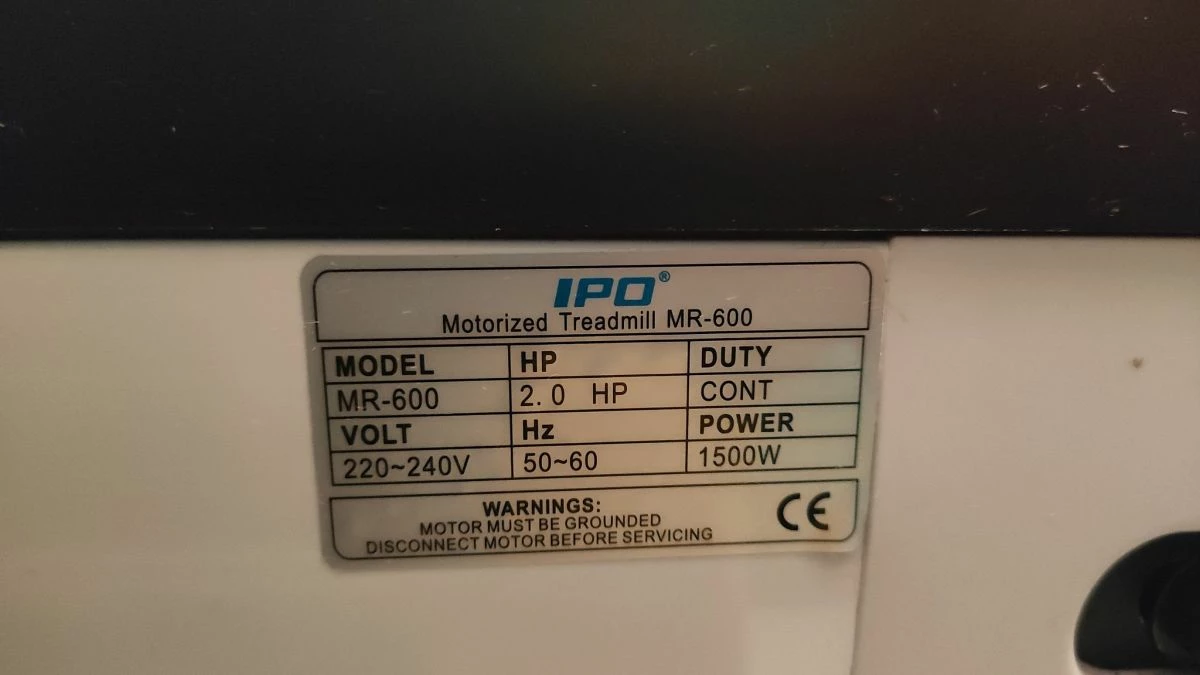 IPO®
Motorized Treadmill MR-600
MODEL HP DUTY
MR-600 2.0 HP CONT
VOLT Hz POWER
220~240V 50~60 1500W
WARNINGS:
MOTOR MUST BE GROUNDED
DISCONNECT MOTOR BEFORE SERVICING
CE